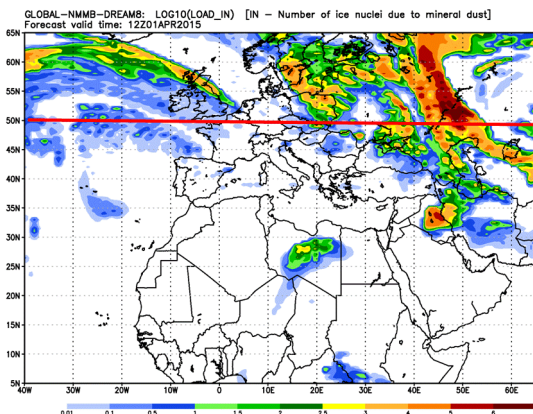 GLOBAL-NMMB-DREAM8: LOG10(LOAD_IN) [IN – Number of ice nuclei due to mineral dust]
Forecast valid time: 12Z01APR2015
65N
60N
55N
50N
45N
40N
35N
30N
25N
20N
15N
10N
5N
40W 30W 20W 10W 0 10E 20E 30E 40E 50E 60E
0.01 0.1 0.5 1 1.5 2 2.5 3 4 5 6